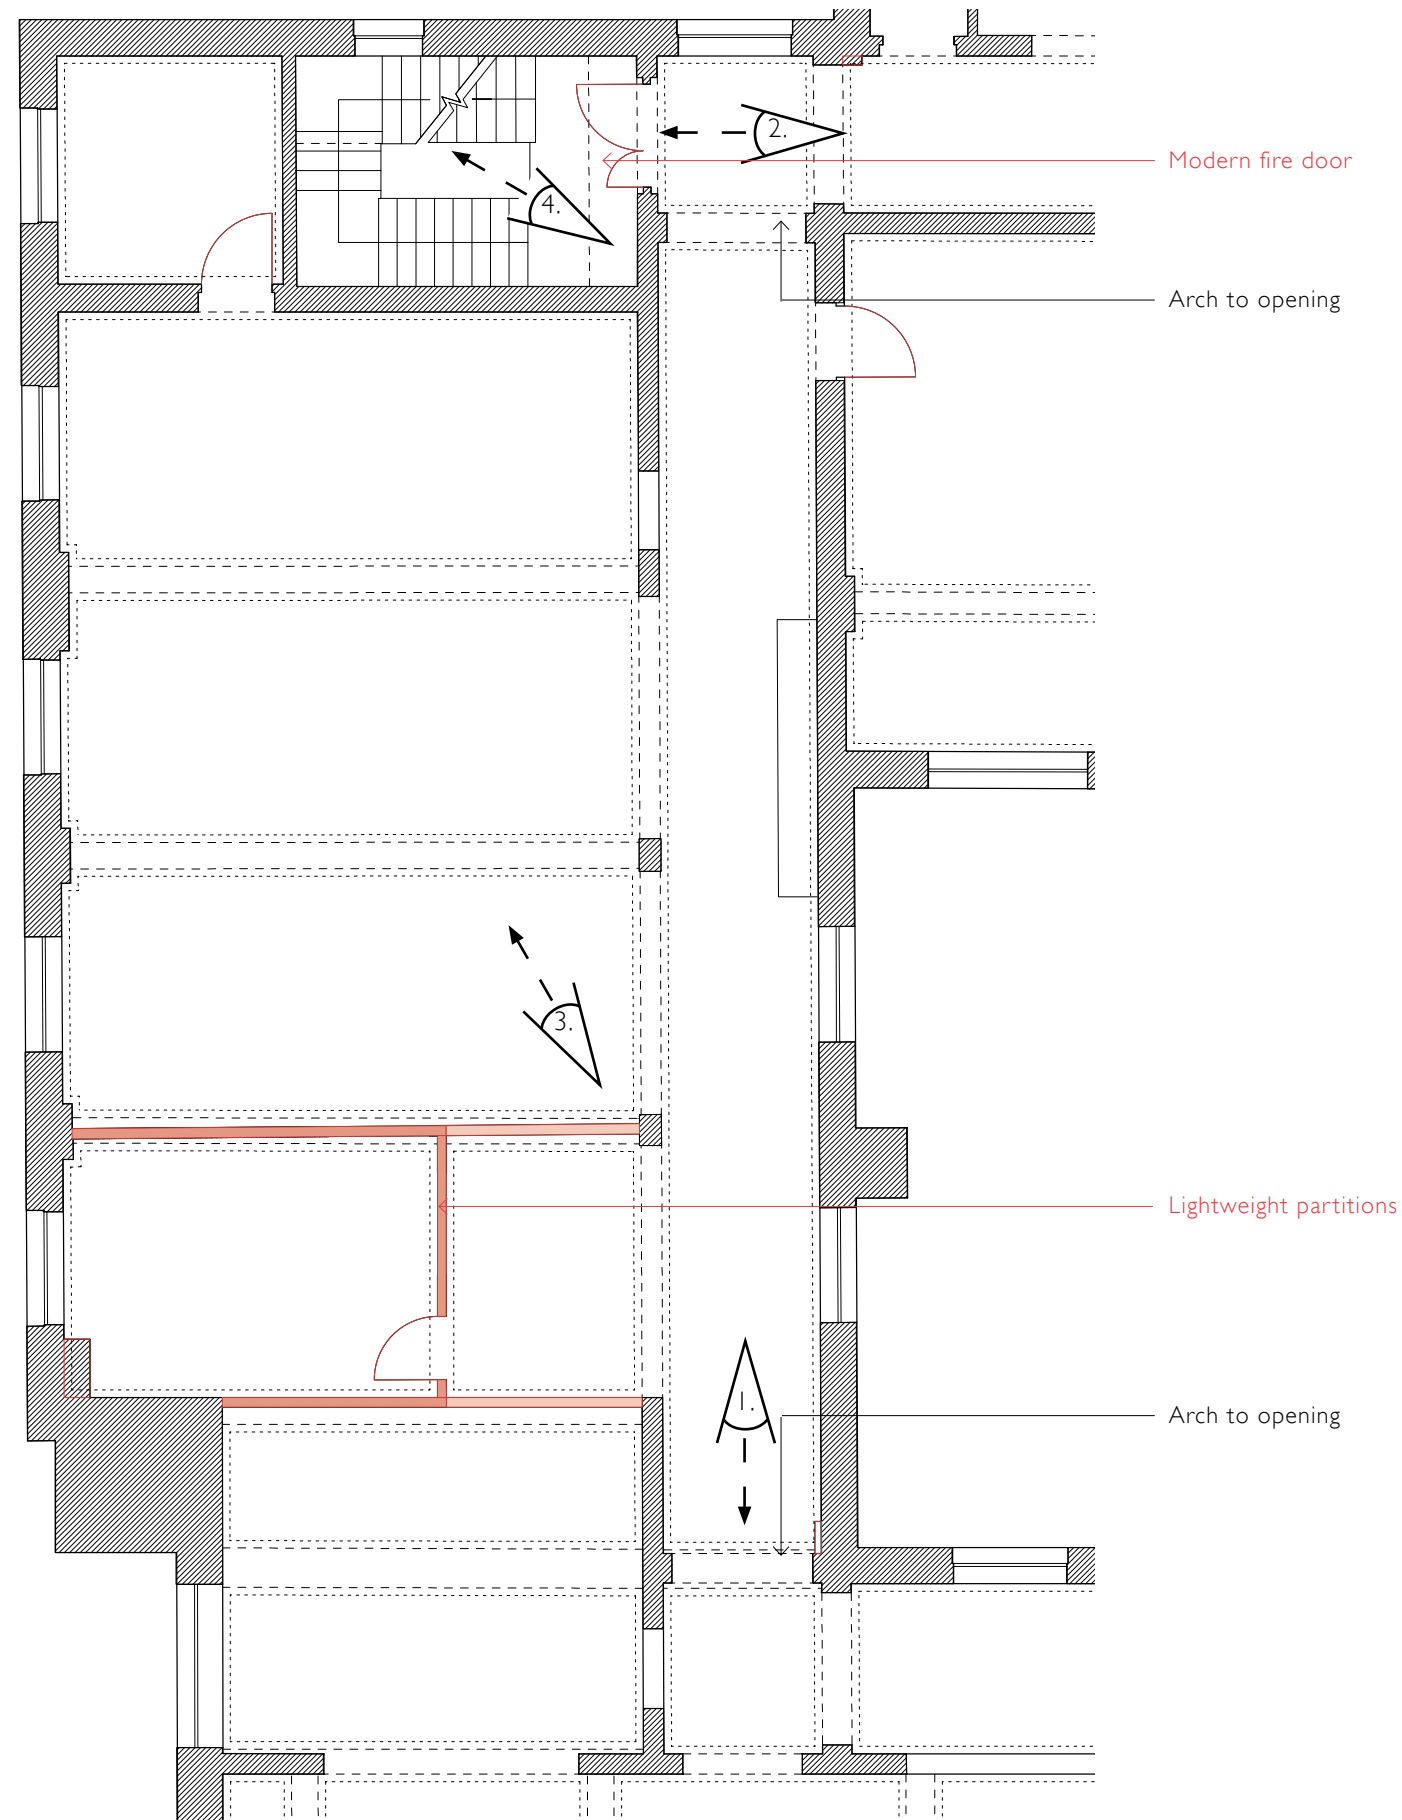 2.
Modern fire door
4.
Arch to opening
3.
Lightweight partitions
1.
Arch to opening